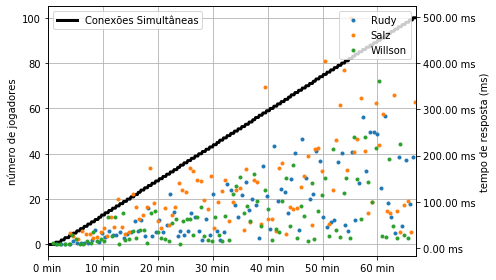 Conexões Simultâneas
Rudy
Salz
Willson
número de jogadores
100
80
60
40
20
0
500.00 ms
400.00 ms
300.00 ms
200.00 ms
100.00 ms
0.00 ms
tempo de resposta (ms)
0 min
10 min
20 min
30 min
40 min
50 min
60 min